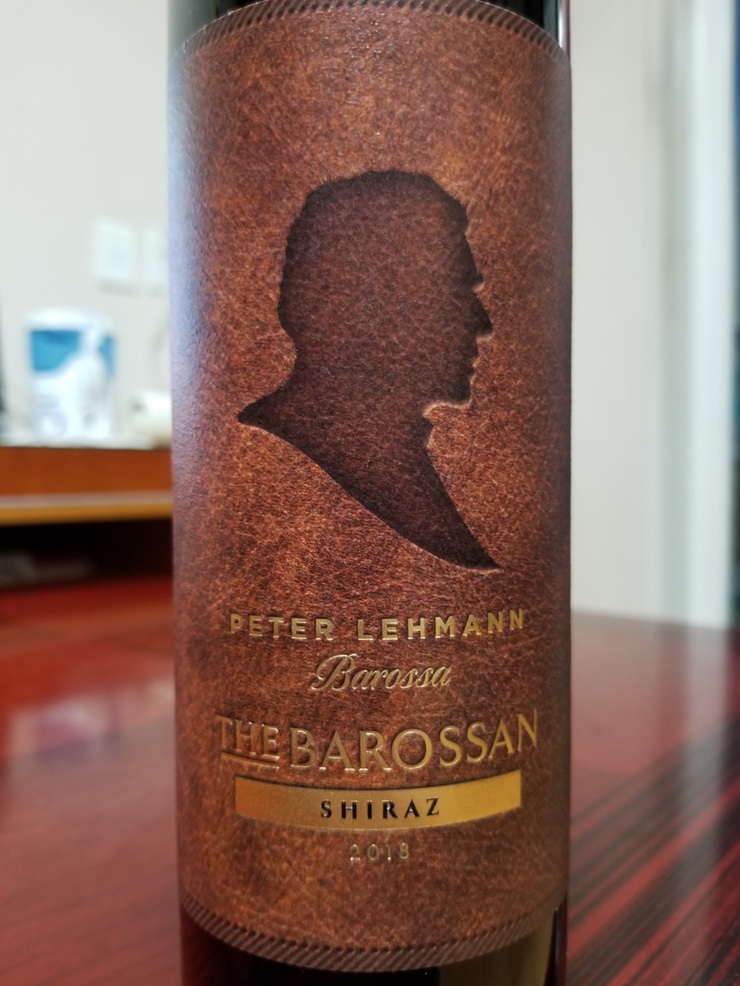 PETER LEHMANN
Barossa
THE BAROSSAN
SHIRAZ
2018